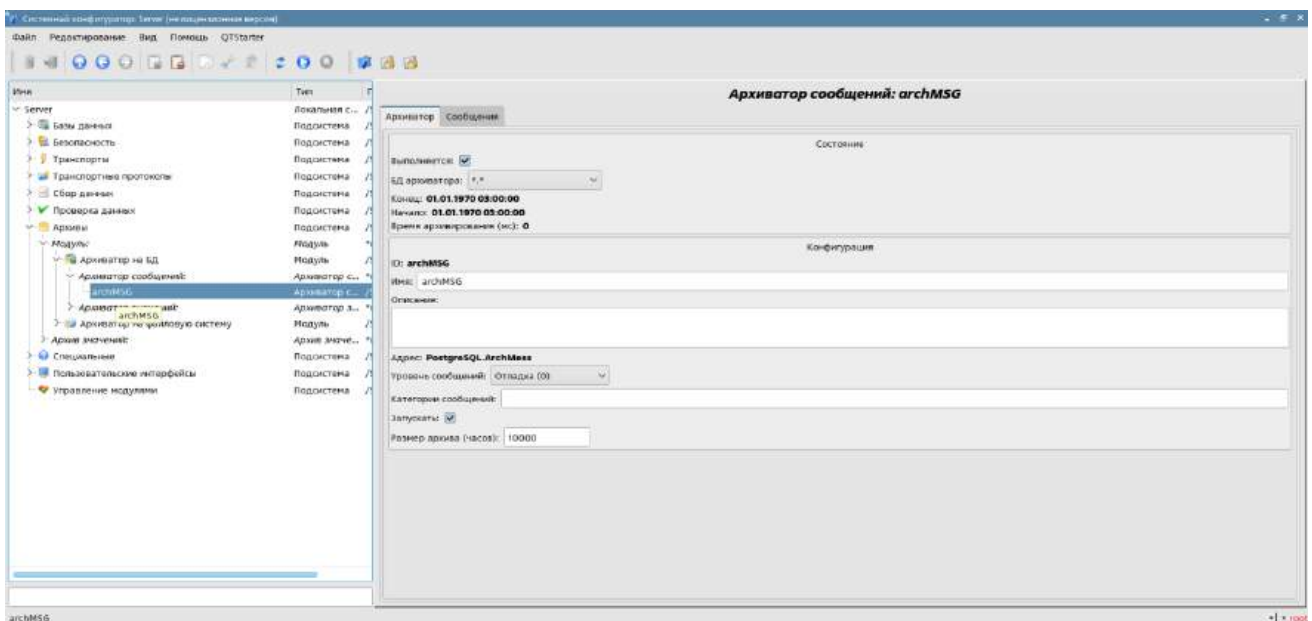 Системный конфигуратор: Server (нелицензионная версия)
Файл Редактирование Вид Помощь QTStarter
Имя Тип
Server Локальная с...
Базы данных Подсистема
Безопасность Подсистема
Транспорты Подсистема
Транспортные протоколы Подсистема
Сбор данных Подсистема
Проверка данных Подсистема
Архивы Подсистема
Модуль: Модуль
Архиватор на БД Модуль
Архиватор сообщений: Архиватор с...
archMSG Архиватор с...
Архиватор Архиватор з...
archMSG
Архиватор на файловую систему Модуль
Архив значений: Архив значе...
Специальные Подсистема
Пользовательские интерфейсы Подсистема
Управление модулями Подсистема
archMSG
Архиватор сообщений: archMSG
Архиватор Сообщения
Состояние
Выполняется:
БД архиватора: *.*
Конец: 01.01.1970 03:00:00
Начало: 01.01.1970 03:00:00
Время архивирования (мс): 0
Конфигурация
ID: archMSG
Имя: archMSG
Описание:
Адрес: PostgreSQL.ArchMess
Уровень сообщений: Отладка (0)
Категории сообщений:
Запускать:
Размер архива (часов): 10000
root